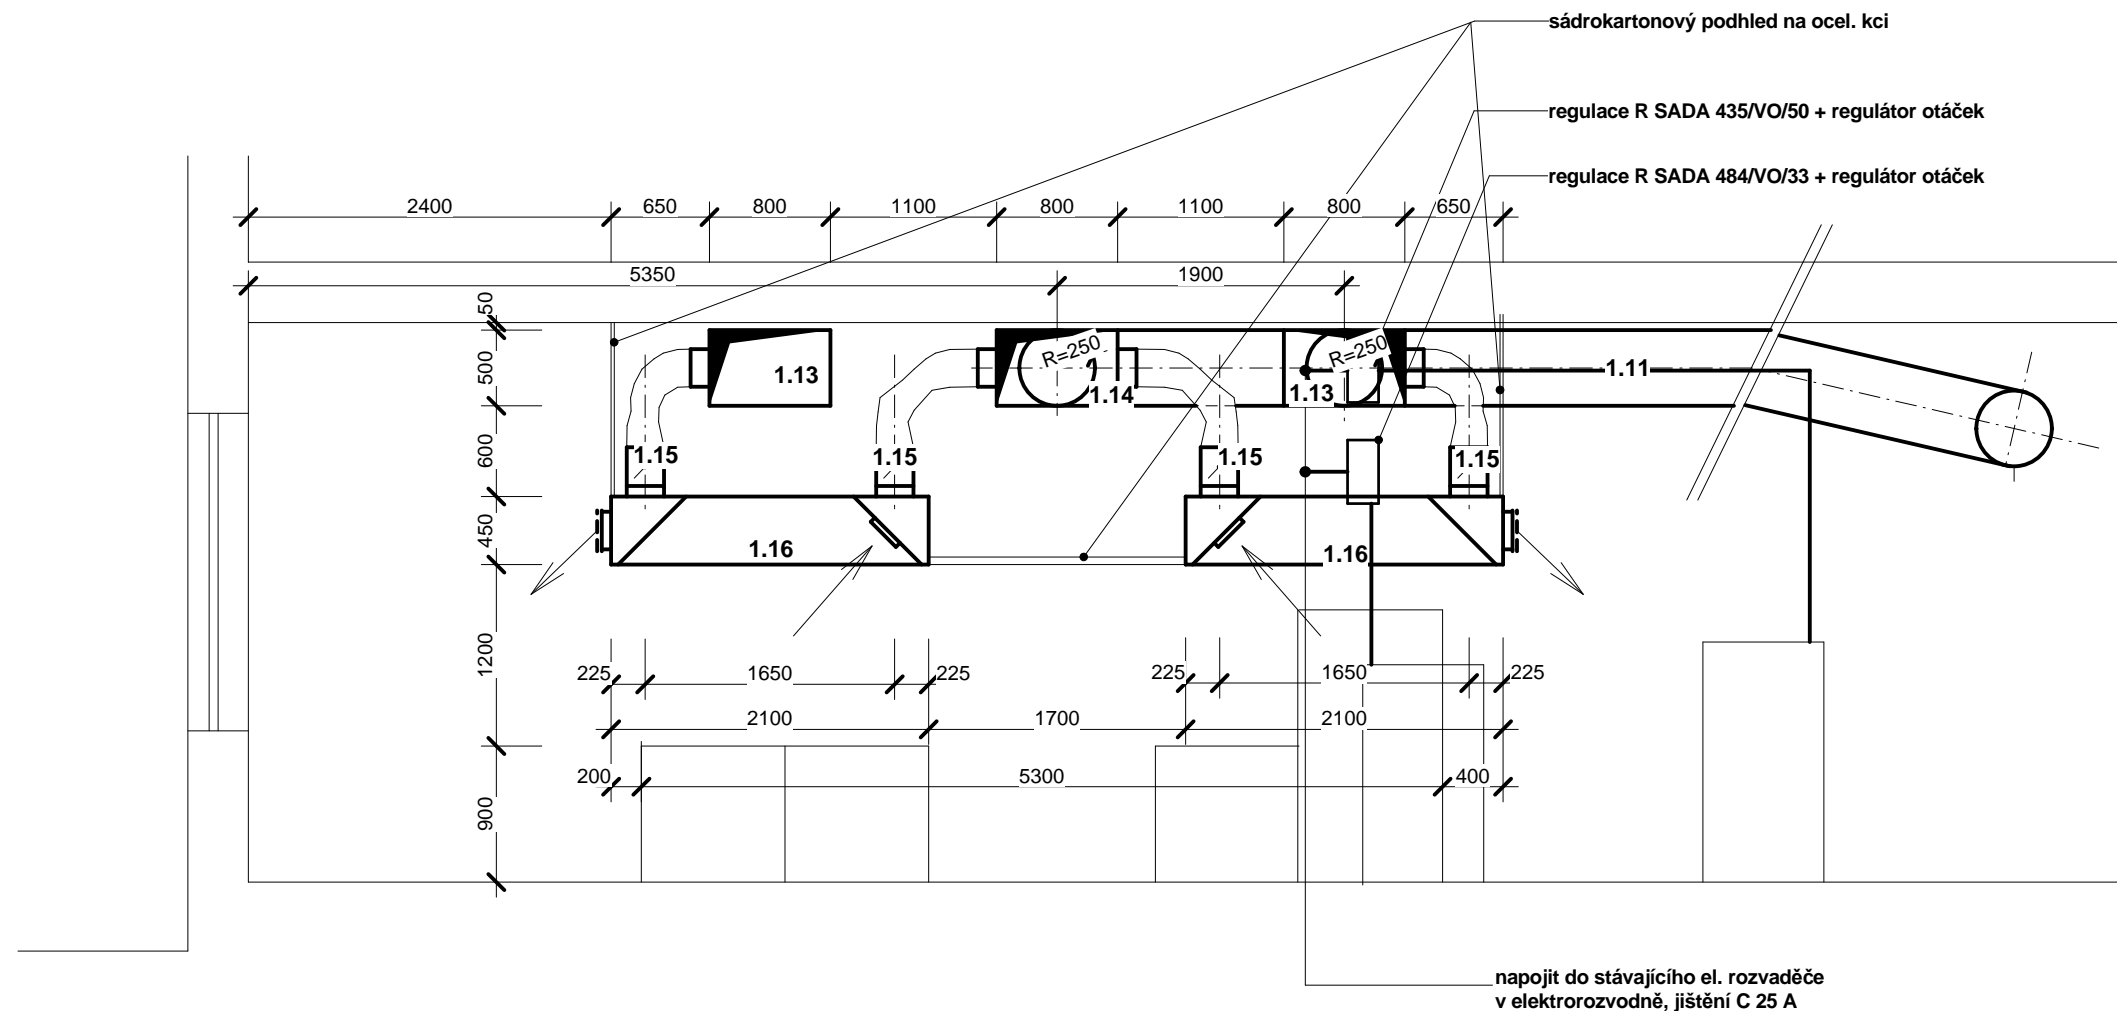 sádrokartonový podhled na ocel. kci
regulace R SADA 435/VO/50 + regulátor otáček
regulace R SADA 484/VO/33 + regulátor otáček
2400 650 800 1100 800 1100 800 650
5350 1900
50
500
600
450
1200
900
R=250 R=250
1.13 1.14 1.13 1.11
1.15 1.15 1.15 1.15
1.16 1.16
225 1650 225 225 1650 225
2100 1700 2100
200 5300 400
napojit do stávajícího el. rozvaděče
v elektrorozvodně, jištění C 25 A